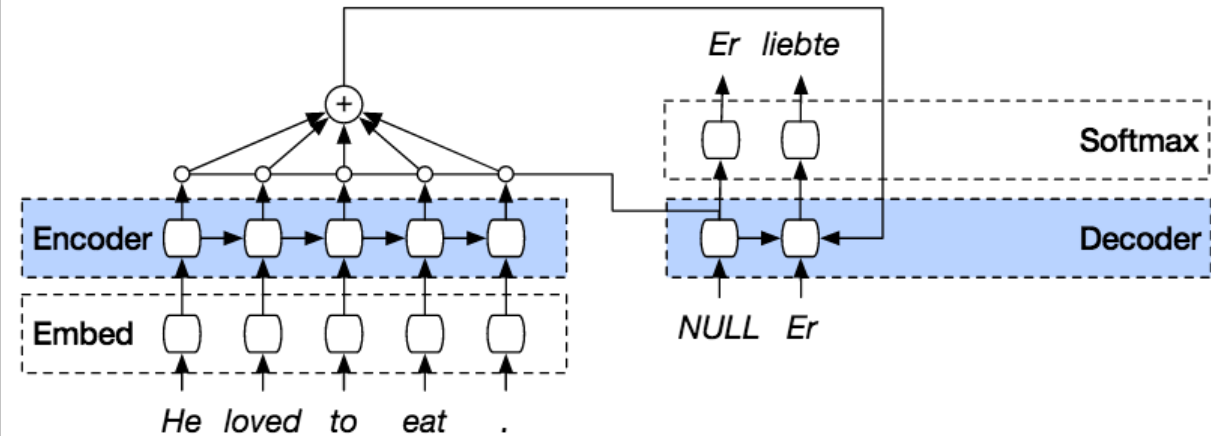 Er liebte
+
Softmax
Encoder
Decoder
Embed
NULL Er
He loved to eat .